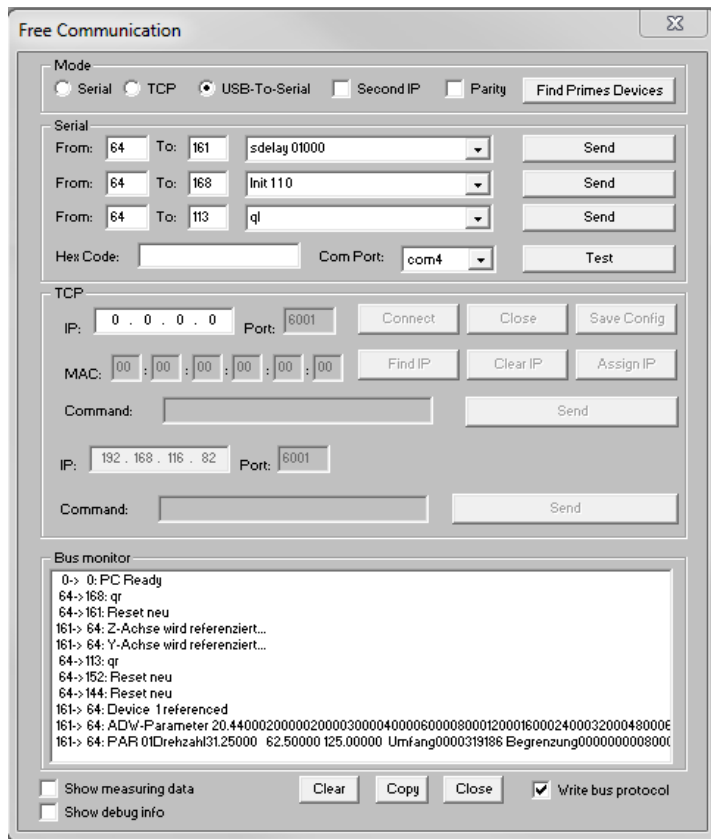 Free Communication
Mode
Serial TCP USB-To-Serial Second IP Parity Find Primes Devices
Serial
From: 64 To: 161 sdelay 01000 Send
From: 64 To: 168 Init 110 Send
From: 64 To: 113 ql Send
Hex Code: Com Port: com4 Test
TCP
IP: 0 . 0 . 0 . 0 Port: 6001 Connect Close Save Config
MAC: 00 : 00 : 00 : 00 : 00 : 00 Find IP Clear IP Assign IP
Command: Send
IP: 192 . 168 . 116 . 82 Port: 6001
Command: Send
Bus monitor
0-> 0: PC Ready
64->168: qr
64->161: Reset neu
161-> 64: Z-Achse wird referenziert...
161-> 64: Y-Achse wird referenziert...
64->113: qr
64->152: Reset neu
64->144: Reset neu
161-> 64: Device 1 referenced
161-> 64: ADW-Parameter 20.4400020000020000300004000060000800012000160002400032000480006
161-> 64: PAR 01Drehzahl31.25000 62.50000 125.00000 Umfang0000319186 Begrenzung0000000008000
Show measuring data Clear Copy Close Write bus protocol
Show debug info